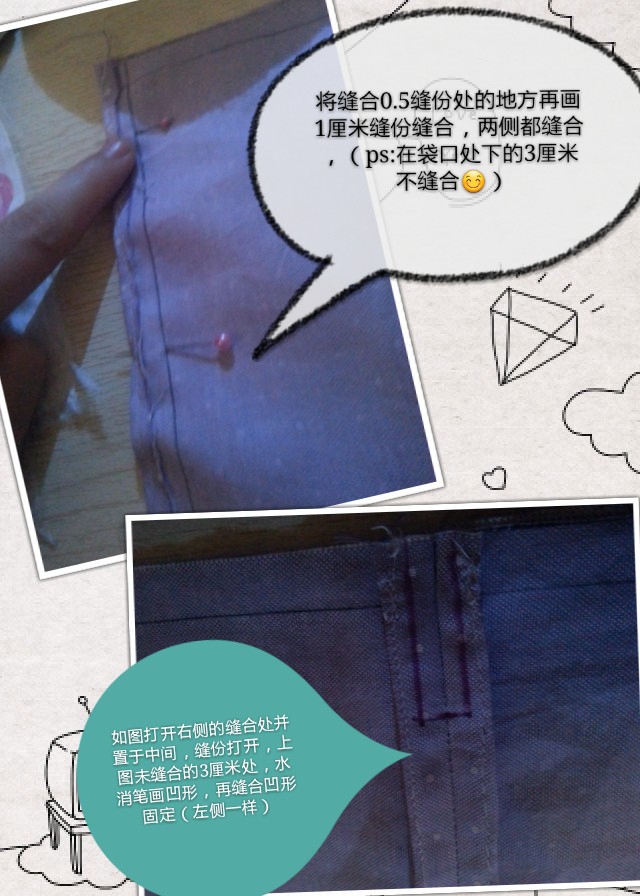 将缝合0.5缝份处的地方再画
1厘米缝份缝合，两侧都缝合
，（ps:在袋口处下的3厘米
不缝合😊）
如图打开右侧的缝合处并
置于中间，缝份打开，上
图未缝合的3厘米处，水
消笔画凹形，再缝合凹形
固定（左侧一样）